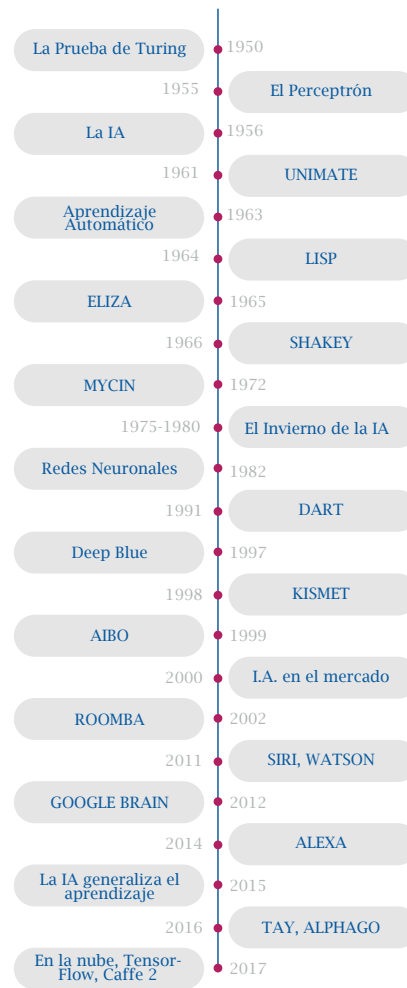 La Prueba de Turing
1950
1955
El Perceptrón
La IA
1956
1961
UNIMATE
Aprendizaje
Automático
1963
1964
LISP
ELIZA
1965
1966
SHAKEY
MYCIN
1972
1975-1980
El Invierno de la IA
Redes Neuronales
1982
1991
DART
Deep Blue
1997
1998
KISMET
AIBO
1999
2000
I.A. en el mercado
ROOMBA
2002
2011
SIRI, WATSON
GOOGLE BRAIN
2012
2014
ALEXA
La IA generaliza el
aprendizaje
2015
2016
TAY, ALPHAGO
En la nube, Tensor-
Flow, Caffe 2
2017